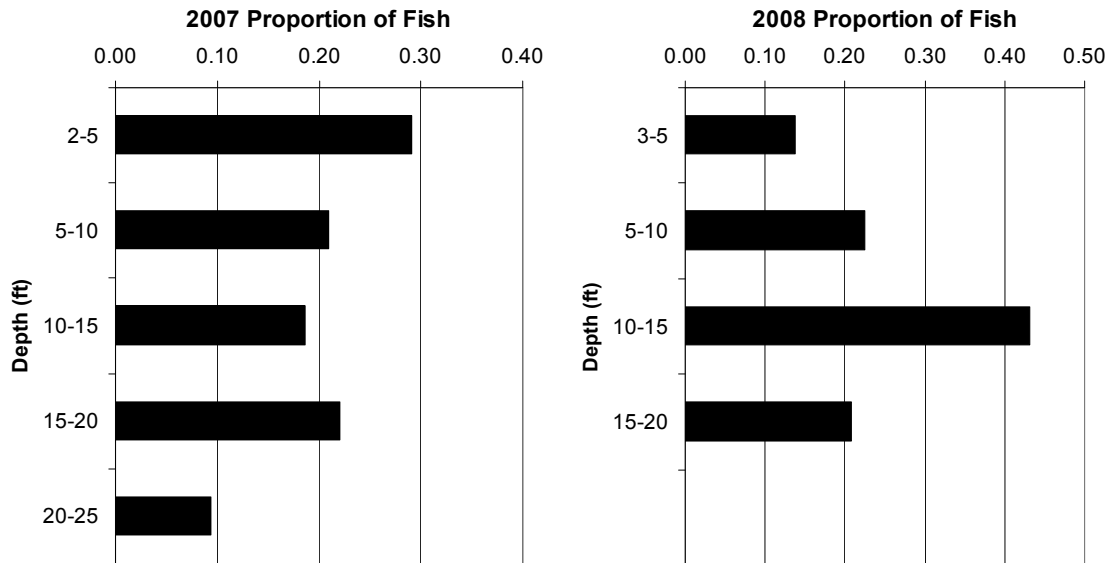 2007 Proportion of Fish
0.00 0.10 0.20 0.30 0.40
Depth (ft)
2-5
5-10
10-15
15-20
20-25
2008 Proportion of Fish
0.00 0.10 0.20 0.30 0.40 0.50
Depth (ft)
3-5
5-10
10-15
15-20